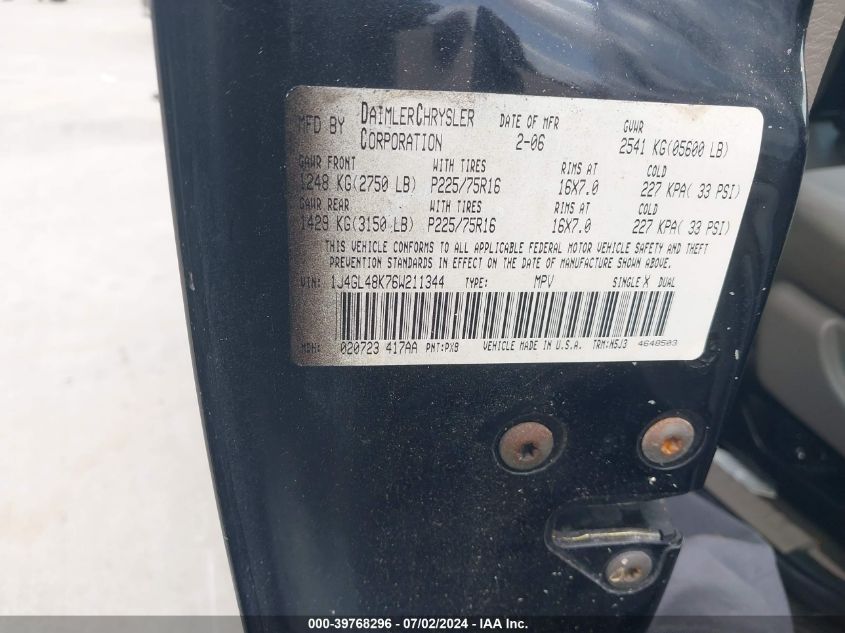 MFD BY DAIMLERCHRYSLER CORPORATION DATE OF MFR 2-06 GVWR 2541 KG(05600 LB)
GAWR FRONT WITH TIRES RIMS AT COLD
1248 KG(2750 LB) P225/75R16 16X7.0 227 KPA( 33 PSI)
GAWR REAR WITH TIRES RIMS AT COLD
1429 KG(3150 LB) P225/75R16 16X7.0 227 KPA( 33 PSI)
THIS VEHICLE CONFORMS TO ALL APPLICABLE FEDERAL MOTOR VEHICLE SAFETY AND THEFT
PREVENTION STANDARDS IN EFFECT ON THE DATE OF MANUFACTURE SHOWN ABOVE.
VIN: 1J4GL48K76W211344 TYPE: MPV SINGLE X DUAL
MDH: 020723 417AA PNT:PX8 VEHICLE MADE IN U.S.A. TRM:N5J3 4648503
000-39768296 - 07/02/2024 - IAA Inc.